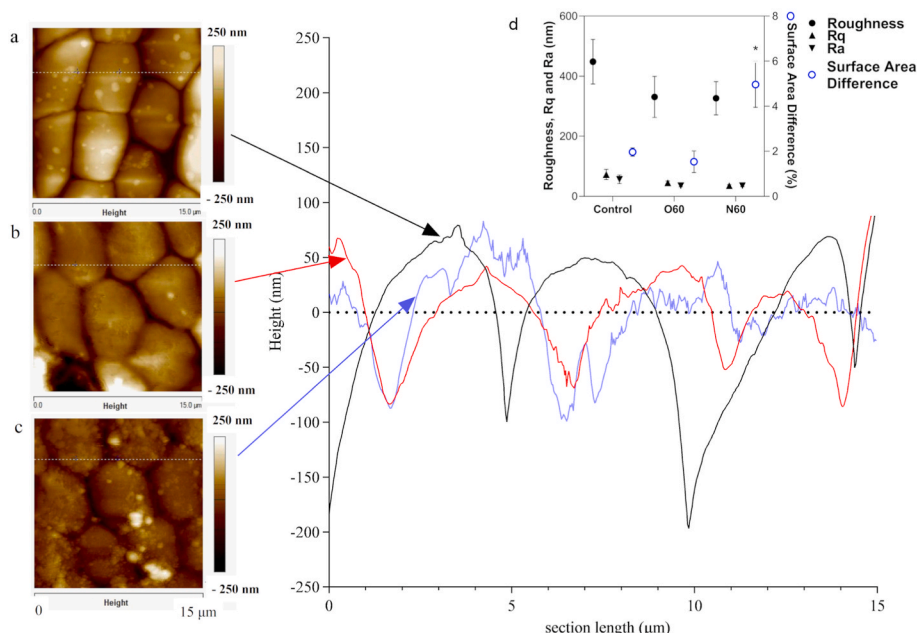 a
250 nm
- 250 nm
0.0 Height 15.0 µm
b
250 nm
- 250 nm
0.0 Height 15.0 µm
c
250 nm
- 250 nm
Height
0 15 µm
d
600
400
200
0
Roughness, Rq and Ra (nm)
8
6
4
2
0
Surface Area Difference (%)
*
Control O60 N60
Roughness
Rq
Ra
Surface Area
Difference
250
200
150
100
50
0
-50
-100
-150
-200
-250
Height (nm)
0 5 10 15
section length (µm)